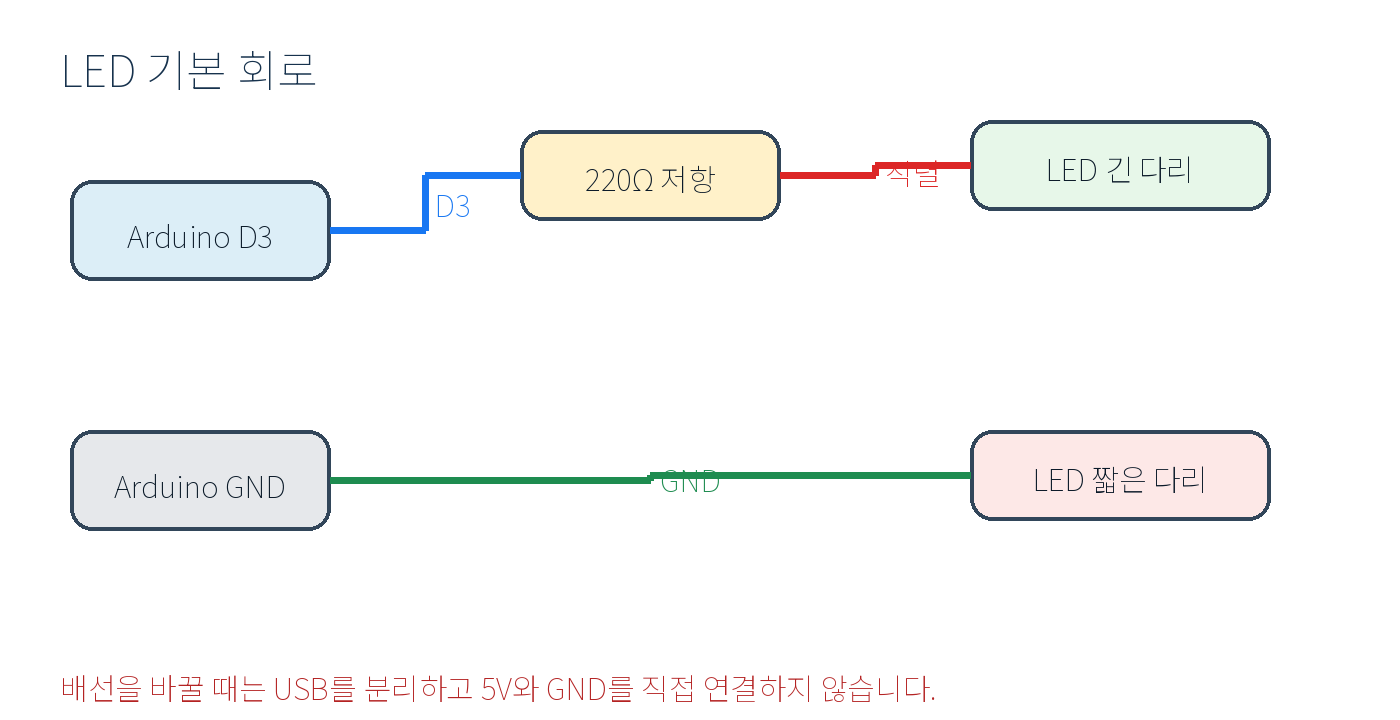 LED 기본 회로
Arduino D3
D3
220Ω 저항
직렬
LED 긴 다리
Arduino GND
GND
LED 짧은 다리
배선을 바꿀 때는 USB를 분리하고 5V와 GND를 직접 연결하지 않습니다.